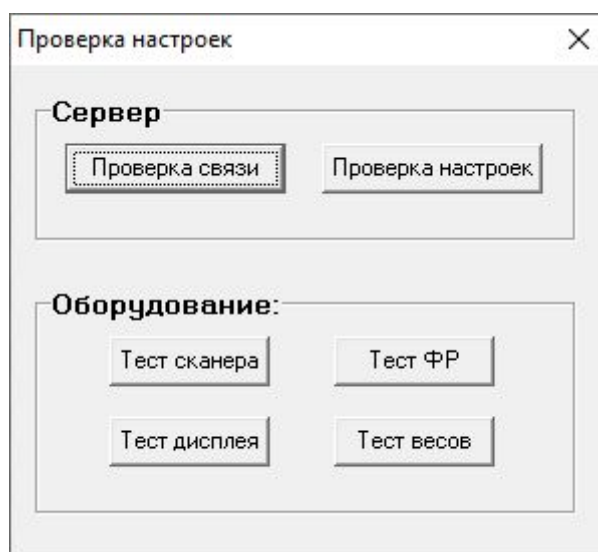 Проверка настроек
Сервер
Проверка связи Проверка настроек
Оборудование:
Тест сканера Тест ФР
Тест дисплея Тест весов